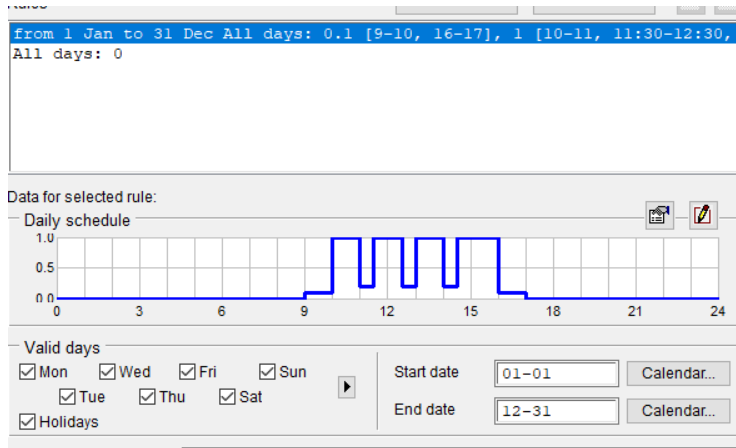 Rules
from 1 Jan to 31 Dec All days: 0.1 [9-10, 16-17], 1 [10-11, 11:30-12:30,
All days: 0
Data for selected rule:
Daily schedule
1.0
0.5
0.0
0 3 6 9 12 15 18 21 24
Valid days
Mon Wed Fri Sun
Tue Thu Sat
Holidays
Start date 01-01 Calendar...
End date 12-31 Calendar...